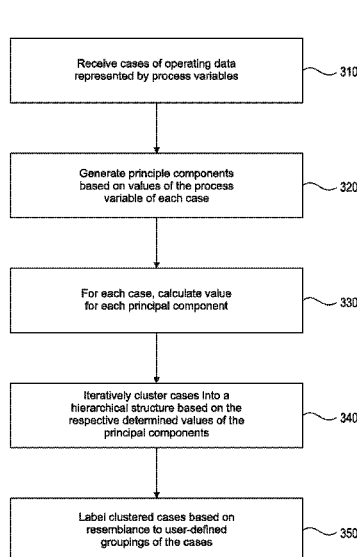 Receive cases of operating data
represented by process variables
310
Generate principle components
based on values of the process
variable of each case
320
For each case, calculate value
for each principal component
330
Iteratively cluster cases into a
hierarchical structure based on the
respective determined values of the
principal components
340
Label clustered cases based on
resemblance to user-defined
groupings of the cases
350